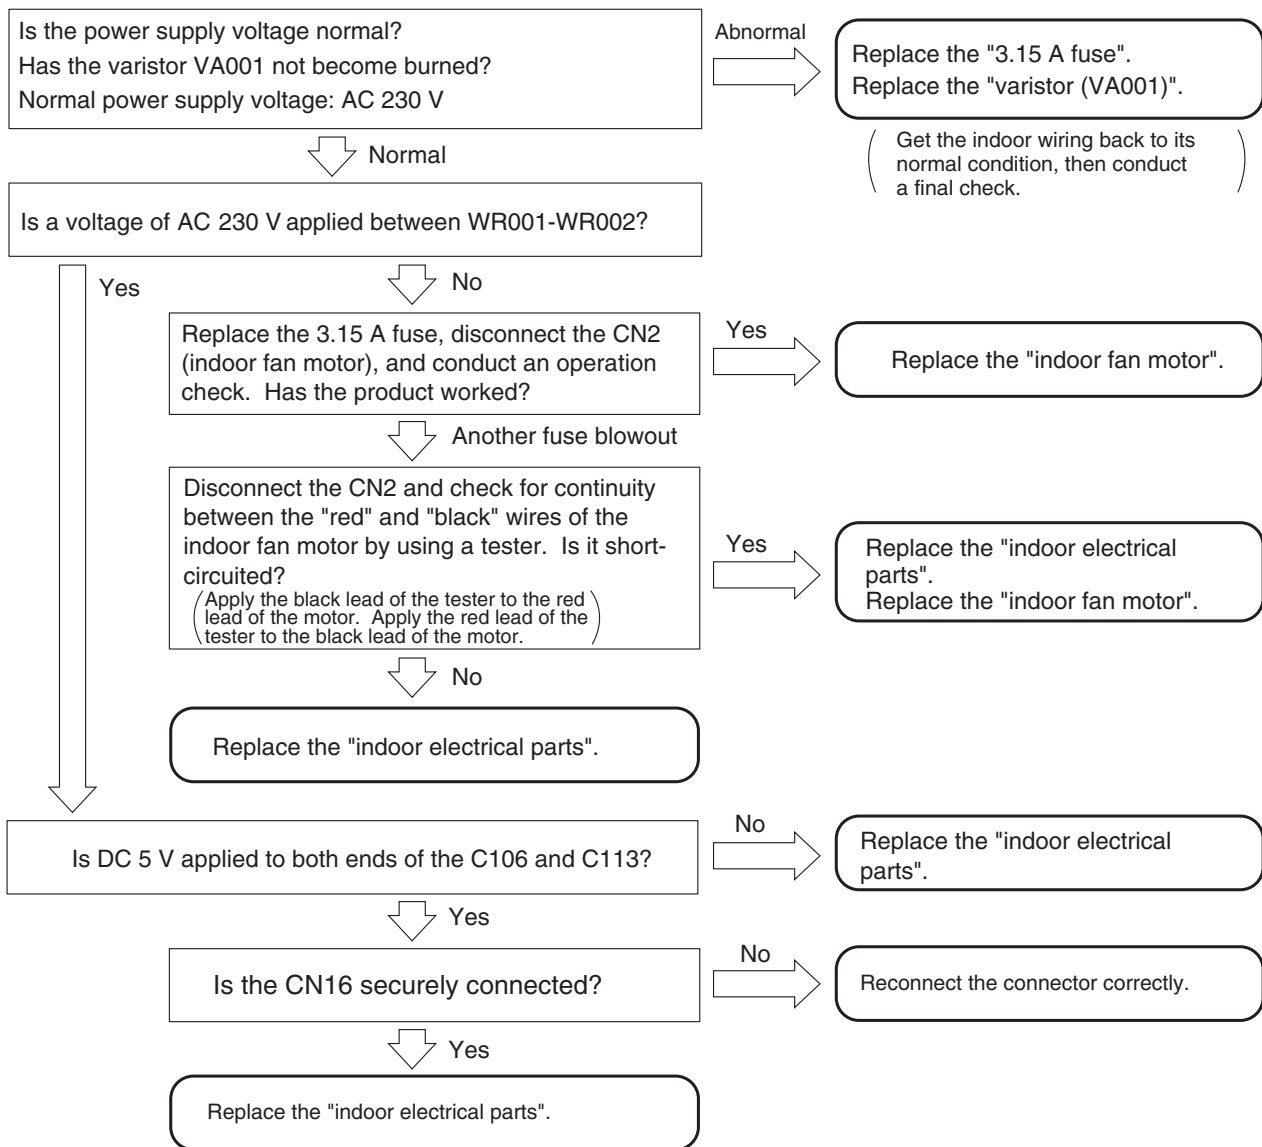 Is the power supply voltage normal?
Has the varistor VA001 not become burned?
Normal power supply voltage: AC 230 V
Abnormal
Replace the "3.15 A fuse".
Replace the "varistor (VA001)".
Get the indoor wiring back to its
normal condition, then conduct
a final check.
Normal
Is a voltage of AC 230 V applied between WR001-WR002?
Yes
No
Replace the 3.15 A fuse, disconnect the CN2
(indoor fan motor), and conduct an operation
check. Has the product worked?
Yes
Replace the "indoor fan motor".
Another fuse blowout
Disconnect the CN2 and check for continuity
between the "red" and "black" wires of the
indoor fan motor by using a tester. Is it short-
circuited?
Apply the black lead of the tester to the red
lead of the motor. Apply the red lead of the
tester to the black lead of the motor.
Yes
Replace the "indoor electrical
parts".
Replace the "indoor fan motor".
No
Replace the "indoor electrical parts".
Is DC 5 V applied to both ends of the C106 and C113?
No
Replace the "indoor electrical
parts".
Yes
Is the CN16 securely connected?
No
Reconnect the connector correctly.
Yes
Replace the "indoor electrical parts".